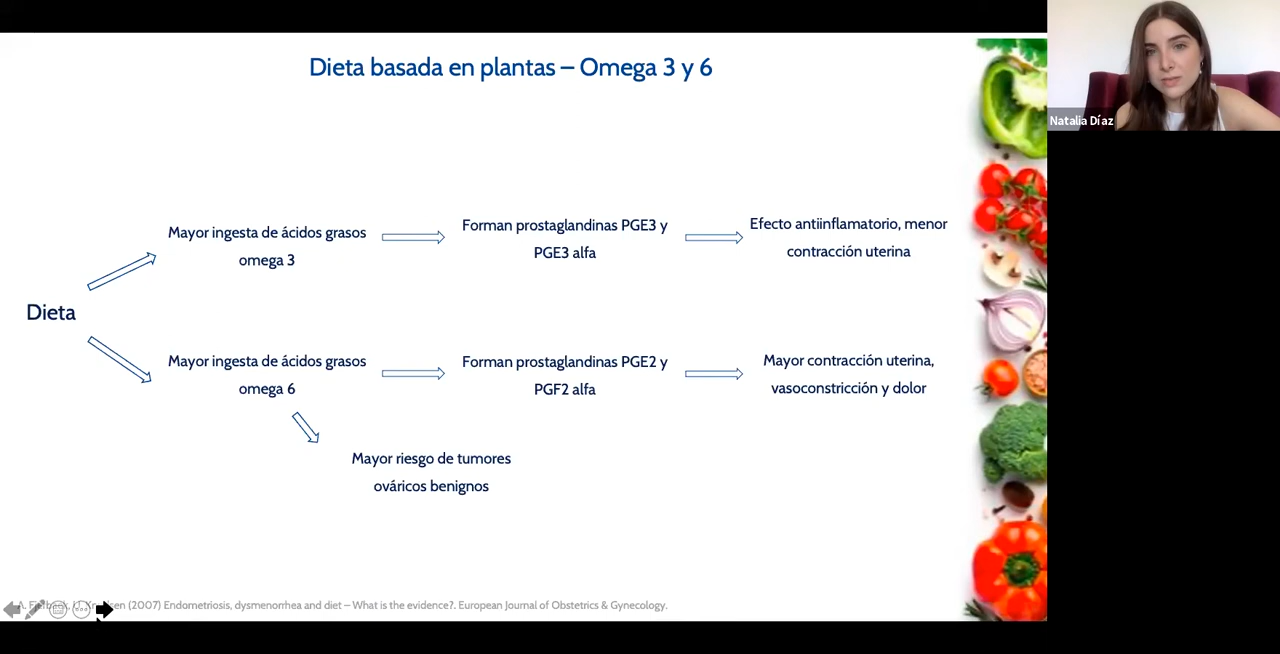 Dieta basada en plantas – Omega 3 y 6
Natalia Díaz
Mayor ingesta de ácidos grasos
omega 3
Forman prostaglandinas PGE3 y
PGE3 alfa
Efecto antiinflamatorio, menor
contracción uterina
Dieta
Mayor ingesta de ácidos grasos
omega 6
Forman prostaglandinas PGE2 y
PGF2 alfa
Mayor contracción uterina,
vasoconstricción y dolor
Mayor riesgo de tumores
ováricos benignos
(2007) Endometriosis, dysmenorrhea and diet – What is the evidence?. European Journal of Obstetrics & Gynecology.